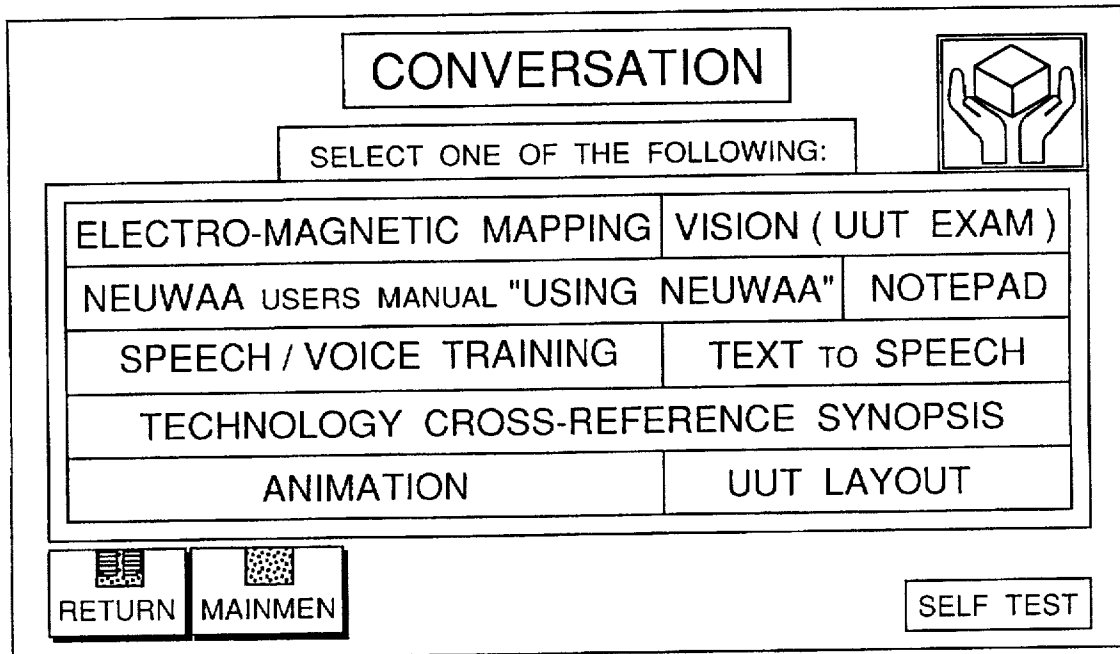 CONVERSATION
SELECT ONE OF THE FOLLOWING:
ELECTRO-MAGNETIC MAPPING VISION ( UUT EXAM )
NEUWAA USERS MANUAL "USING NEUWAA" NOTEPAD
SPEECH / VOICE TRAINING TEXT TO SPEECH
TECHNOLOGY CROSS-REFERENCE SYNOPSIS
ANIMATION UUT LAYOUT
RETURN MAINMEN SELF TEST